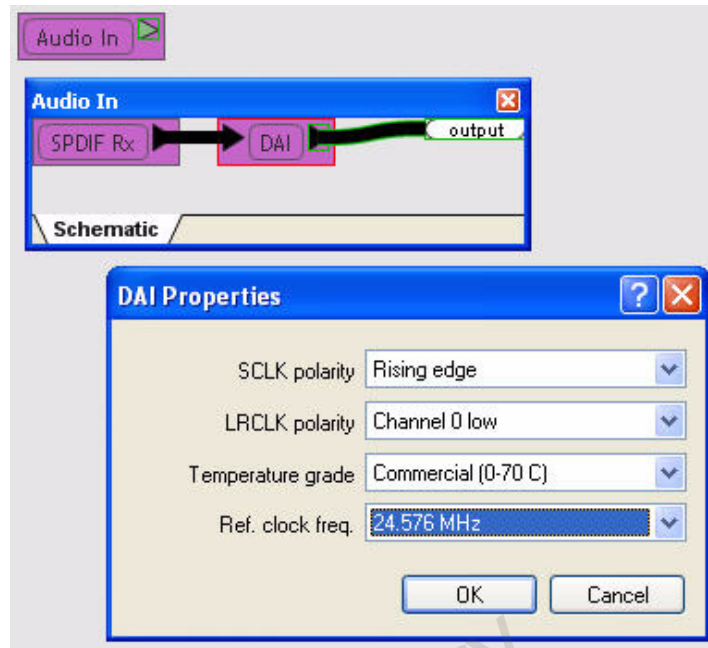 Audio In
Audio In
SPDIF Rx
DAI
output
Schematic
DAI Properties
SCLK polarity Rising edge
LRCLK polarity Channel 0 low
Temperature grade Commercial (0-70 C)
Ref. clock freq. 24.576 MHz
OK Cancel